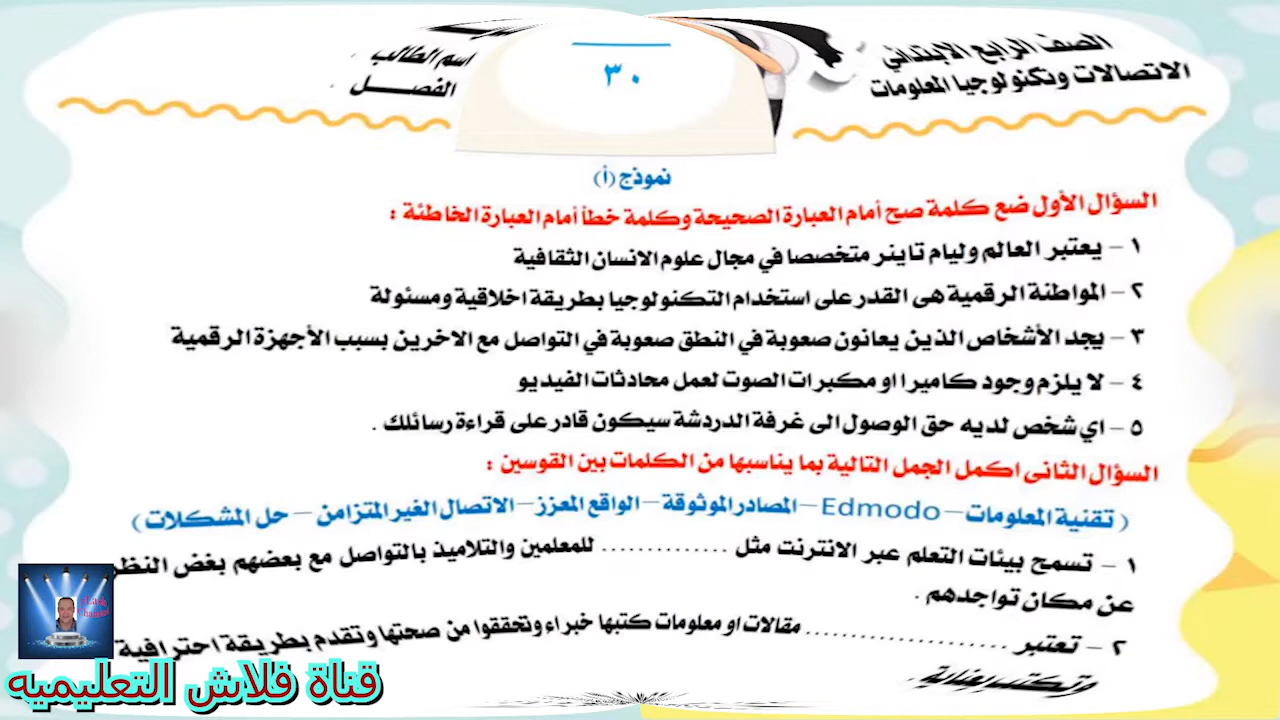 الصف الرابع الابتدائي
الاتصالات وتكنولوجيا المعلومات
اسم الطالب
الفصل
٣٠
نموذج (أ)
السؤال الأول ضع كلمة صح أمام العبارة الصحيحة وكلمة خطأ أمام العبارة الخاطئة :
١ – يعتبر العالم وليام تاينر متخصصا في مجال علوم الانسان الثقافية
٢ – المواطنة الرقمية هى القدر على استخدام التكنولوجيا بطريقة اخلاقية ومسئولة
٣ – يجد الأشخاص الذين يعانون صعوبة في النطق صعوبة في التواصل مع الاخرين بسبب الأجهزة الرقمية
٤ – لا يلزم وجود كاميرا او مكبرات الصوت لعمل محادثات الفيديو
٥ – اي شخص لديه حق الوصول الى غرفة الدردشة سيكون قادر على قراءة رسائلك .
السؤال الثانى اكمل الجمل التالية بما يناسبها من الكلمات بين القوسين :
( تقنية المعلومات – Edmodo – المصادر الموثوقة – الواقع المعزز – الاتصال الغير المتزامن – حل المشكلات )
١ – تسمح بيئات التعلم عبر الانترنت مثل .............. للمعلمين والتلاميذ بالتواصل مع بعضهم بغض النظر
عن مكان تواجدهم .
٢ – تعتبر ...................... مقالات او معلومات كتبها خبراء وتحققوا من صحتها وتقدم بطريقة احترافية
وتكتب بعناية .
قناة فلاش التعليميه